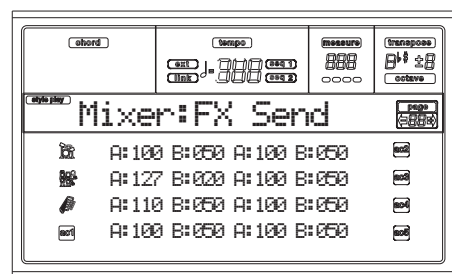 chord tempo measure transpose
ext seq 1
link seq 2
octave
style play page
Mixer:FX Send
A:100 B:050 A:100 B:050 acc2
A:127 B:020 A:100 B:050 acc3
A:110 B:050 A:100 B:050 acc4
acc1 A:100 B:050 A:100 B:050 acc5